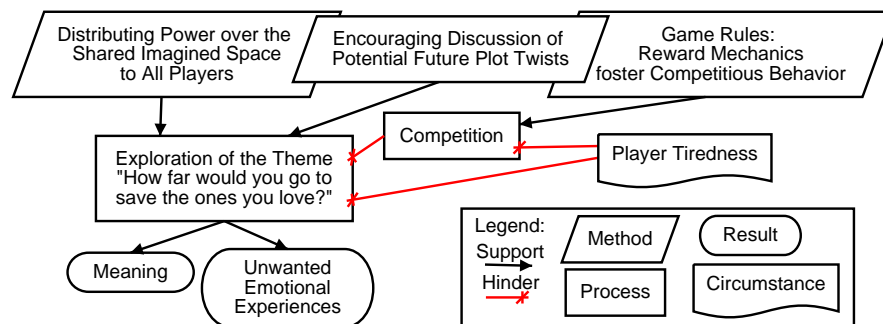 Distributing Power over the
Shared Imagined Space
to All Players
Encouraging Discussion of
Potential Future Plot Twists
Game Rules:
Reward Mechanics
foster Competitious Behavior
Competition
Player Tiredness
Exploration of the Theme
"How far would you go to
save the ones you love?"
Meaning
Unwanted
Emotional
Experiences
Legend:
Support
Hinder
Method
Result
Process
Circumstance